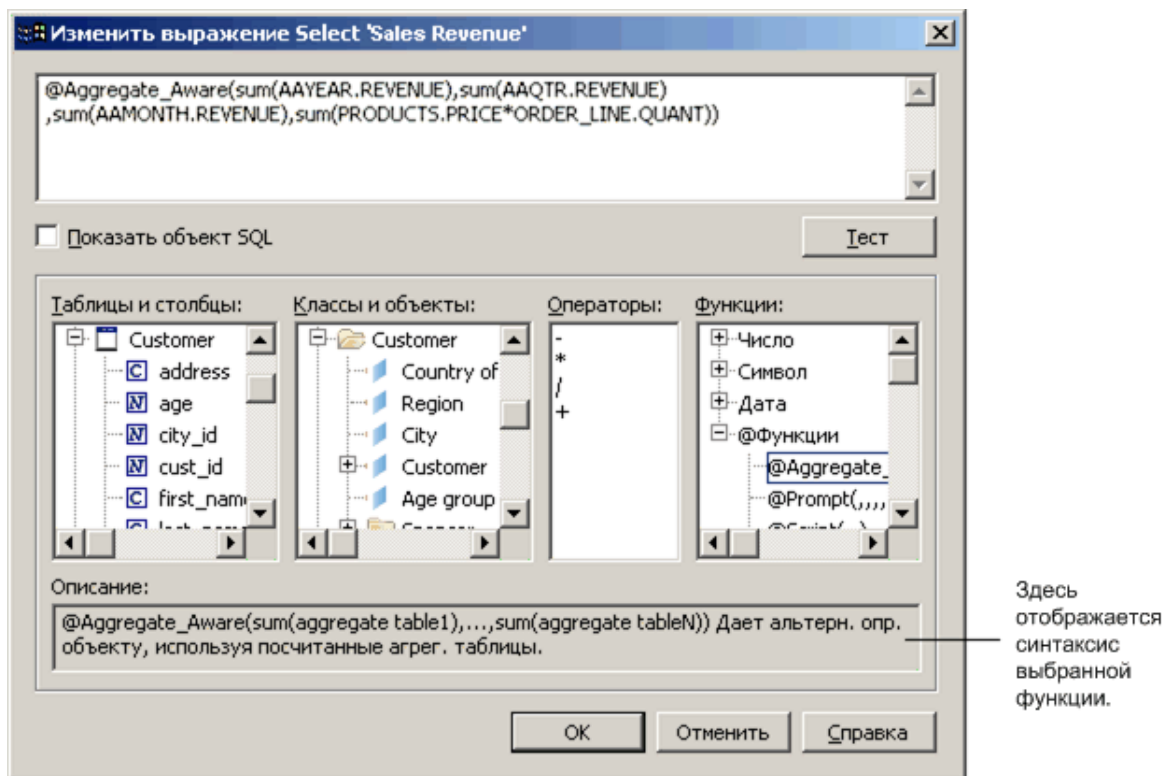 Изменить выражение Select 'Sales Revenue'
@Aggregate_Aware(sum(AAYEAR.REVENUE),sum(AAQTR.REVENUE)
,sum(AAMONTH.REVENUE),sum(PRODUCTS.PRICE*ORDER_LINE.QUANT))
Показать объект SQL
Тест
Таблицы и столбцы:
Customer
address
age
city_id
cust_id
first_nam
Классы и объекты:
Customer
Country of
Region
City
Customer
Age group
Операторы:
-
*
/
+
Функции:
Число
Символ
Дата
@Функции
@Aggregate_
@Prompt(,,,,
Описание:
@Aggregate_Aware(sum(aggregate table1),...,sum(aggregate tableN)) Дает альтерн. опр.
объекту, используя посчитанные агрег. таблицы.
OK
Отменить
Справка
Здесь
отображается
синтаксис
выбранной
функции.